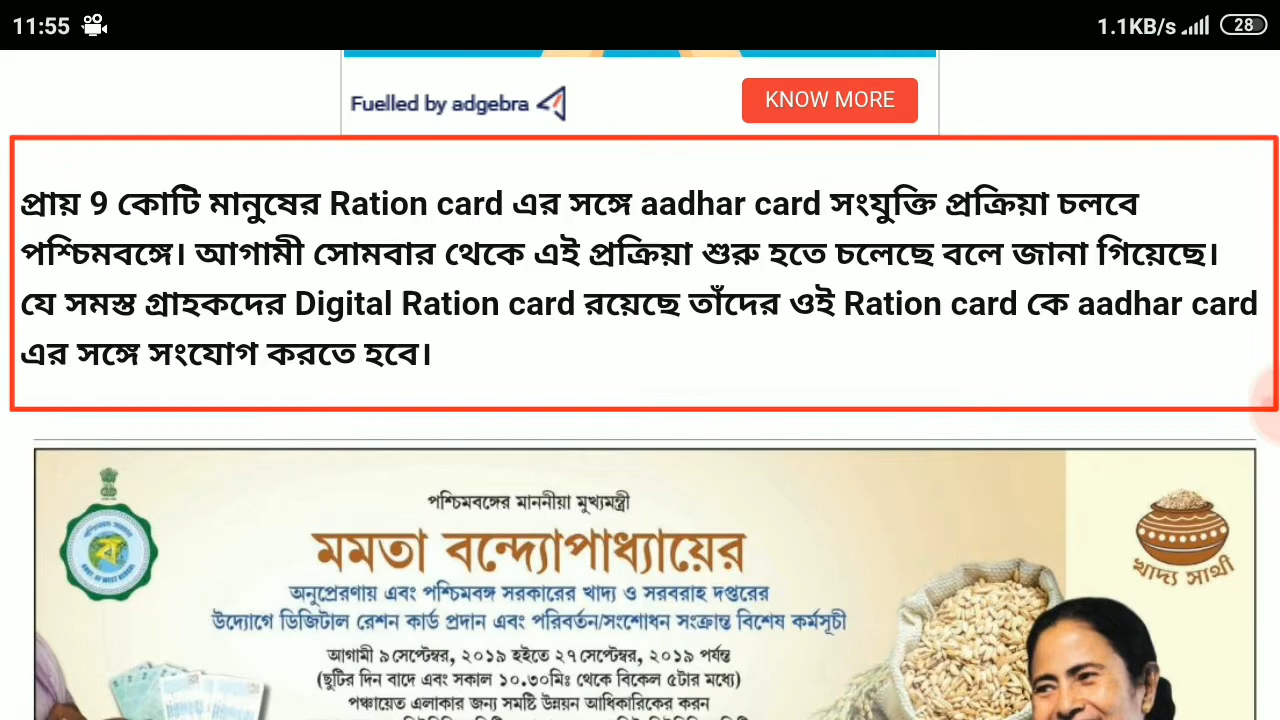 11:55
1.1KB/s
28
Fuelled by adgebra
KNOW MORE
প্রায় 9 কোটি মানুষের Ration card এর সঙ্গে aadhar card সংযুক্তি প্রক্রিয়া চলবে
পশ্চিমবঙ্গে। আগামী সোমবার থেকে এই প্রক্রিয়া শুরু হতে চলেছে বলে জানা গিয়েছে।
যে সমস্ত গ্রাহকদের Digital Ration card রয়েছে তাঁদের ওই Ration card কে aadhar card
এর সঙ্গে সংযোগ করতে হবে।
পশ্চিমবঙ্গের মাননীয়া মুখ্যমন্ত্রী
মমতা বন্দ্যোপাধ্যায়ের
অনুপ্রেরণায় এবং পশ্চিমবঙ্গ সরকারের খাদ্য ও সরবরাহ দপ্তরের
উদ্যোগে ডিজিটাল রেশন কার্ড প্রদান এবং পরিবর্তন/সংশোধন সংক্রান্ত বিশেষ কর্মসূচী
আগামী ৯ সেপ্টেম্বর, ২০১৯ হইতে ২৭ সেপ্টেম্বর, ২০১৯ পর্যন্ত
(ছুটির দিন বাদে এবং সকাল ১০.৩০মিঃ থেকে বিকেল ৫টার মধ্যে)
পঞ্চায়েত এলাকার জন্য সমষ্টি উন্নয়ন আধিকারিকের করন
খাদ্য সাথী